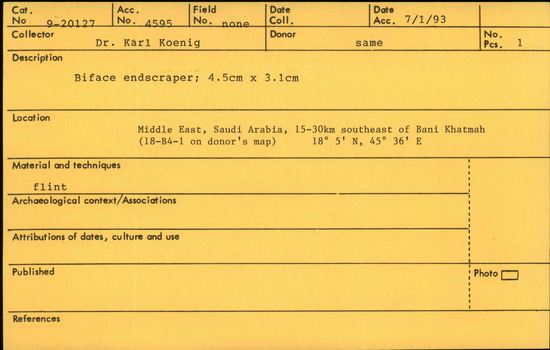 Cat. No 9-20127 Acc. No. 4595 Field No. none Date Coll. Date Acc. 7/1/93
Collector Dr. Karl Koenig Donor same No. Pcs. 1
Description
Biface endscraper; 4.5cm x 3.1cm
Location
Middle East, Saudi Arabia, 15-30km southeast of Bani Khatmah
(18-B4-1 on donor's map) 18° 5' N, 45° 36' E
Material and techniques
flint
Archaeological context/Associations
Attributions of dates, culture and use
Published Photo
References